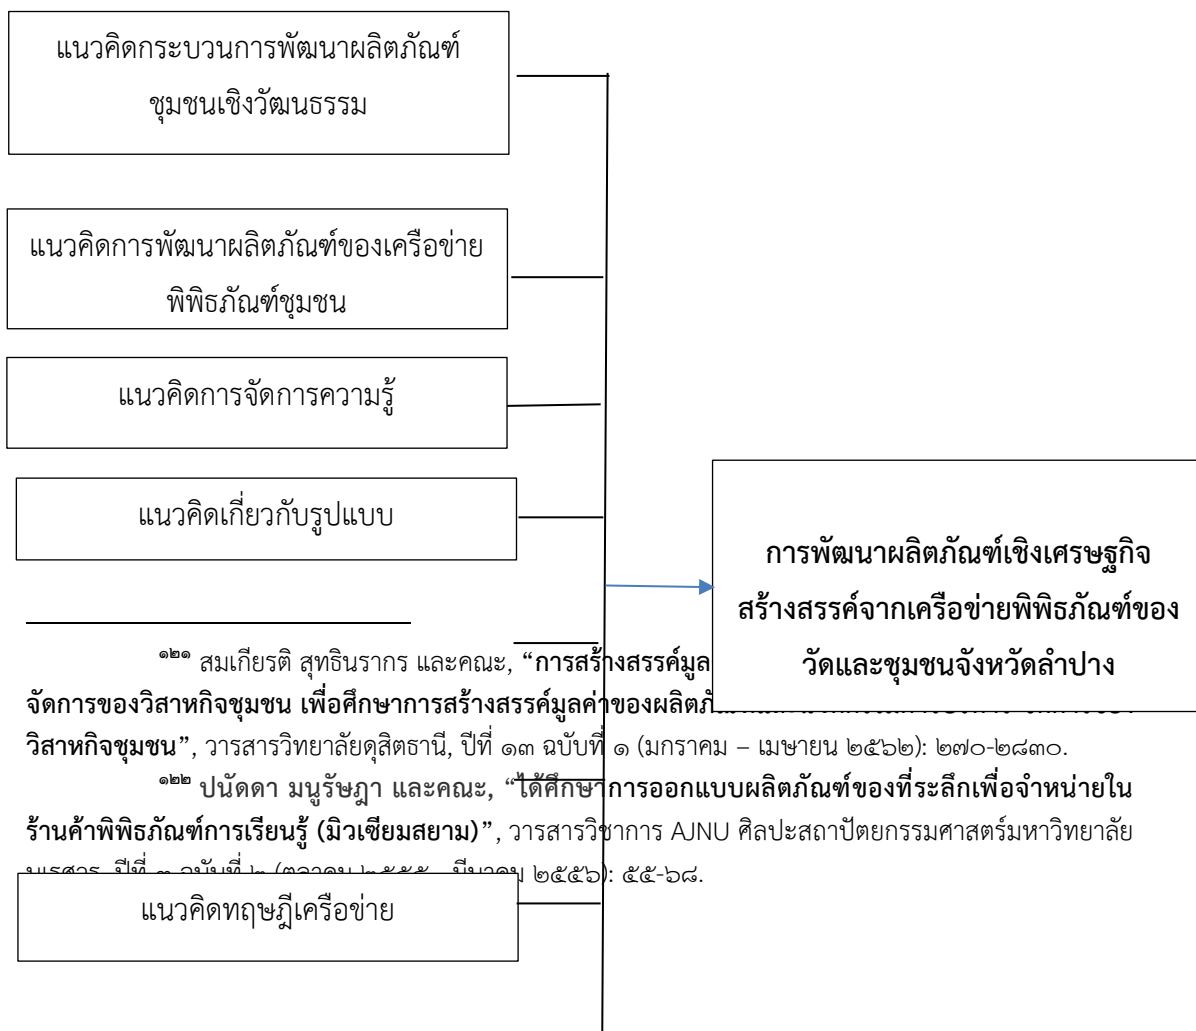 แนวคิดกระบวนการพัฒนาผลิตภัณฑ์
ชุมชนเชิงวัฒนธรรม
แนวคิดการพัฒนาผลิตภัณฑ์ของเครือข่าย
พิพิธภัณฑ์ชุมชน
แนวคิดการจัดการความรู้
แนวคิดเกี่ยวกับรูปแบบ
การพัฒนาผลิตภัณฑ์เชิงเศรษฐกิจ
สร้างสรรค์จากเครือข่ายพิพิธภัณฑ์ของ
วัดและชุมชนจังหวัดลำปาง
๑๒๑ สมเกียรติ สุทธินรากร และคณะ, “การสร้างสรรค์มูล
จัดการของวิสาหกิจชุมชน เพื่อศึกษาการสร้างสรรค์มูลค่าของ
วิสาหกิจชุมชน”, วารสารวิทยาลัยดุสิตธานี, ปีที่ ๑๓ ฉบับที่ ๑ (มกราคม – เมษายน ๒๕๖๒): ๒๗๐-๒๘๓๐.
๑๒๒ ปนัดดา มนูรัษฎา และคณะ, “ได้ศึกษาการออกแบบผลิตภัณฑ์ของที่ระลึกเพื่อจำหน่ายใน
ร้านค้าพิพิธภัณฑ์การเรียนรู้ (มิวเซียมสยาม)”, วารสารวิชาการ AJNU ศิลปะสถาปัตยกรรมศาสตร์มหาวิทยาลัย
๒๕๕๖): ๕๕-๖๘.
แนวคิดทฤษฎีเครือข่าย